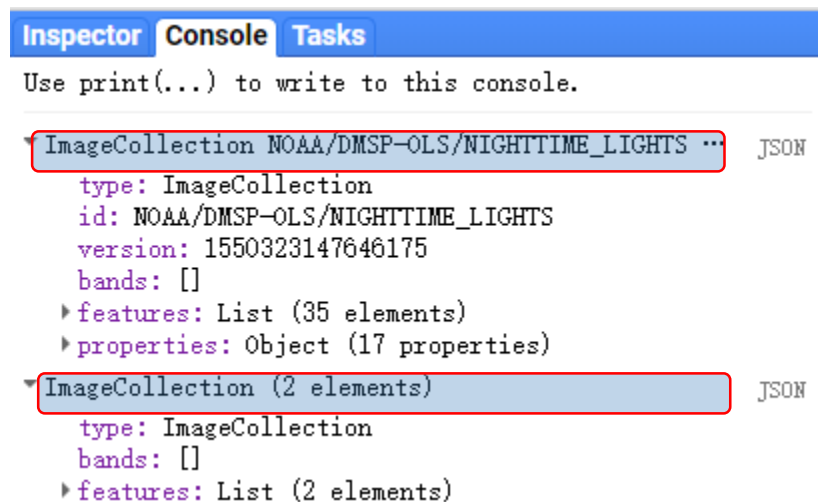 Inspector Console Tasks
Use print(...) to write to this console.
ImageCollection NOAA/DMSP-OLS/NIGHTTIME_LIGHTS … JSON
type: ImageCollection
id: NOAA/DMSP-OLS/NIGHTTIME_LIGHTS
version: 1550323147646175
bands: []
features: List (35 elements)
properties: Object (17 properties)
ImageCollection (2 elements) JSON
type: ImageCollection
bands: []
features: List (2 elements)